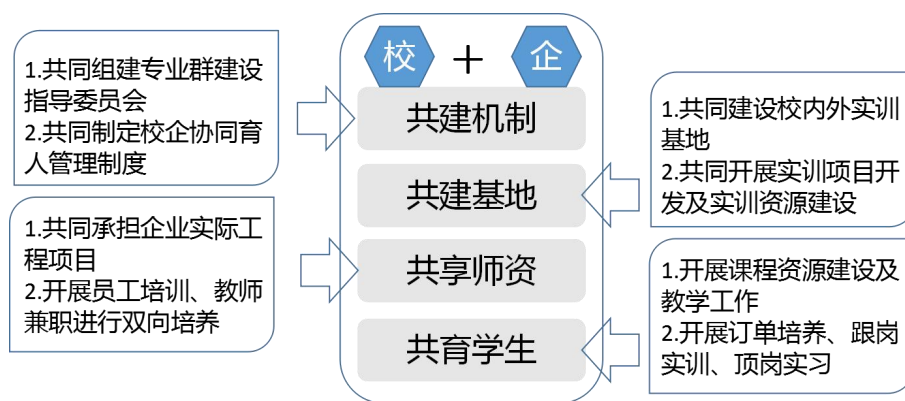 校 + 企
1.共同组建专业群建设
指导委员会
2.共同制定校企协同育
人管理制度
共建机制
1.共同建设校内外实训
基地
2.共同开展实训项目开
发及实训资源建设
共建基地
1.共同承担企业实际工
程项目
2.开展员工培训、教师
兼职进行双向培养
共享师资
1.开展课程资源建设及
教学工作
2.开展订单培养、跟岗
实训、顶岗实习
共育学生